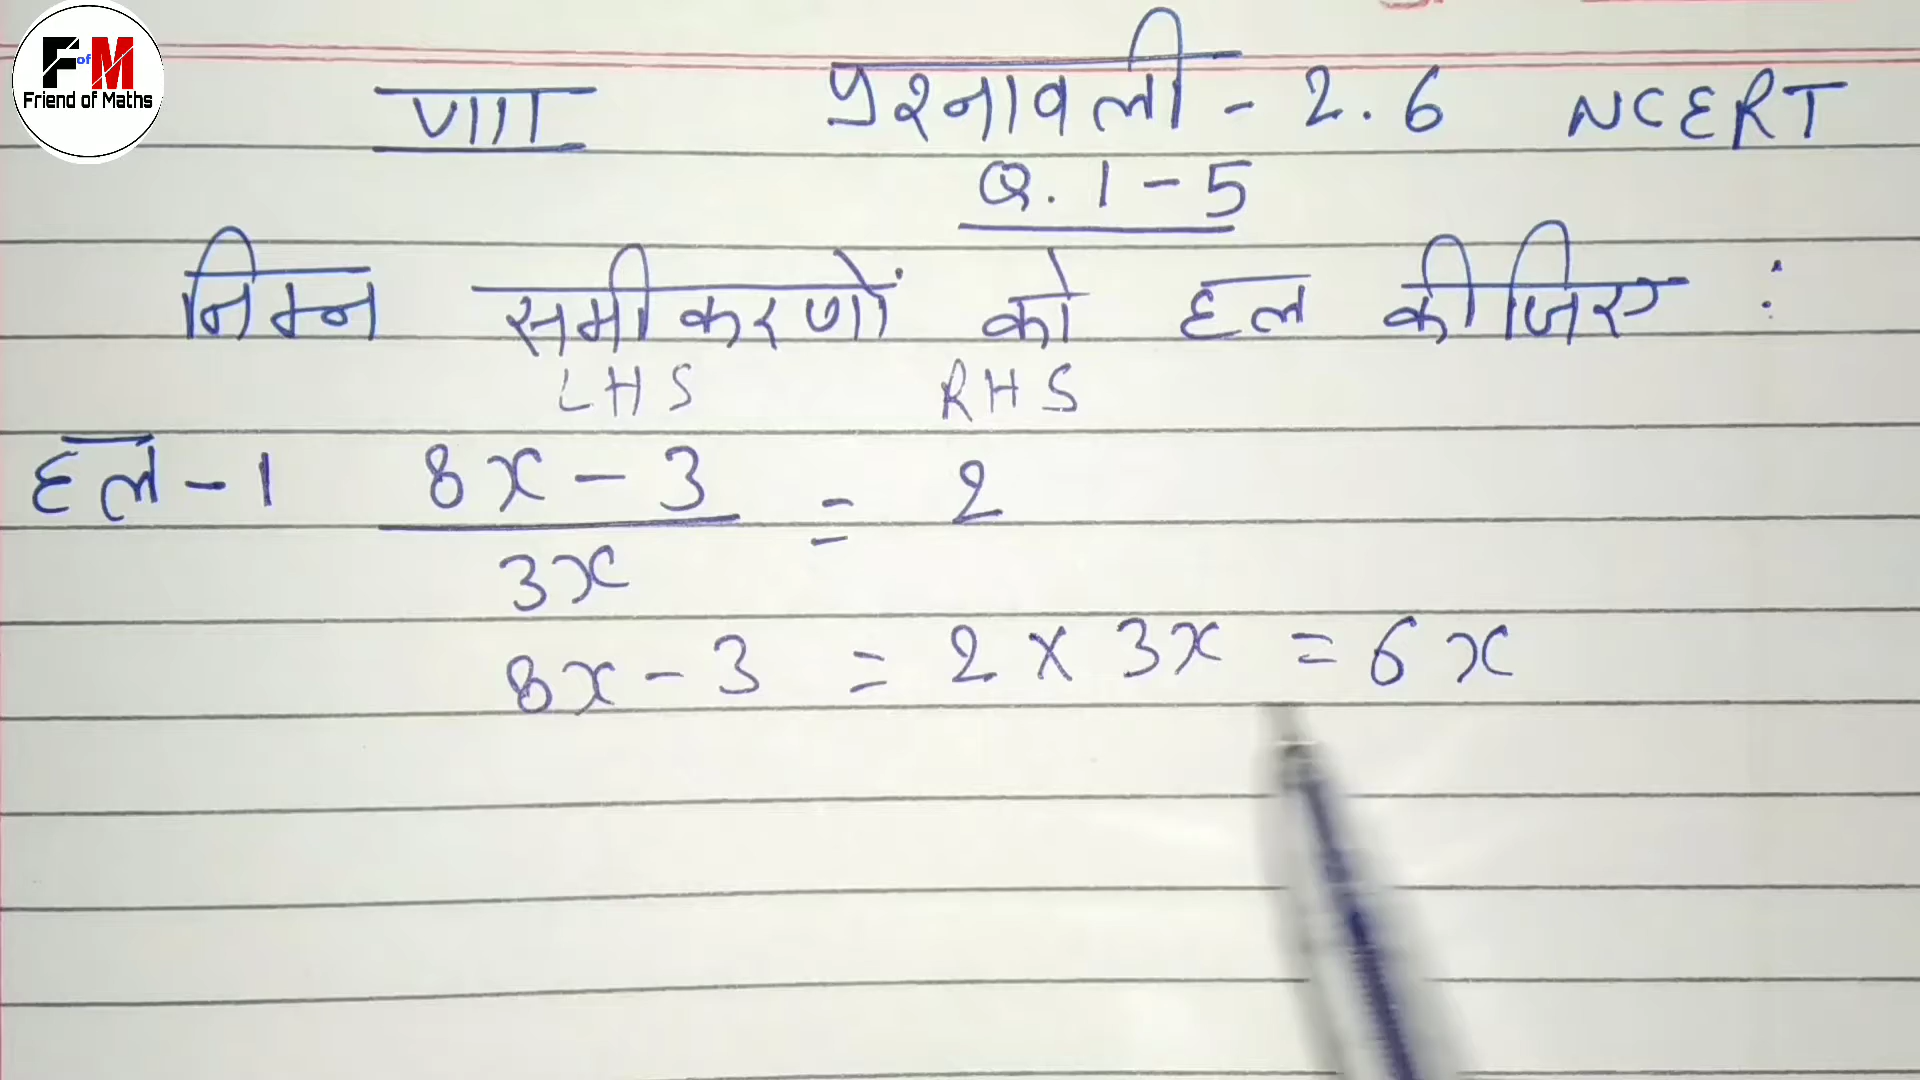 FofM
Friend of Maths
VIII प्रश्नावली - 2.6 NCERT
Q. 1 - 5
निम्न समीकरणों को हल कीजिए :
LHS RHS
हल - 1 8x - 3 = 2
3x
8x - 3 = 2 × 3x = 6x